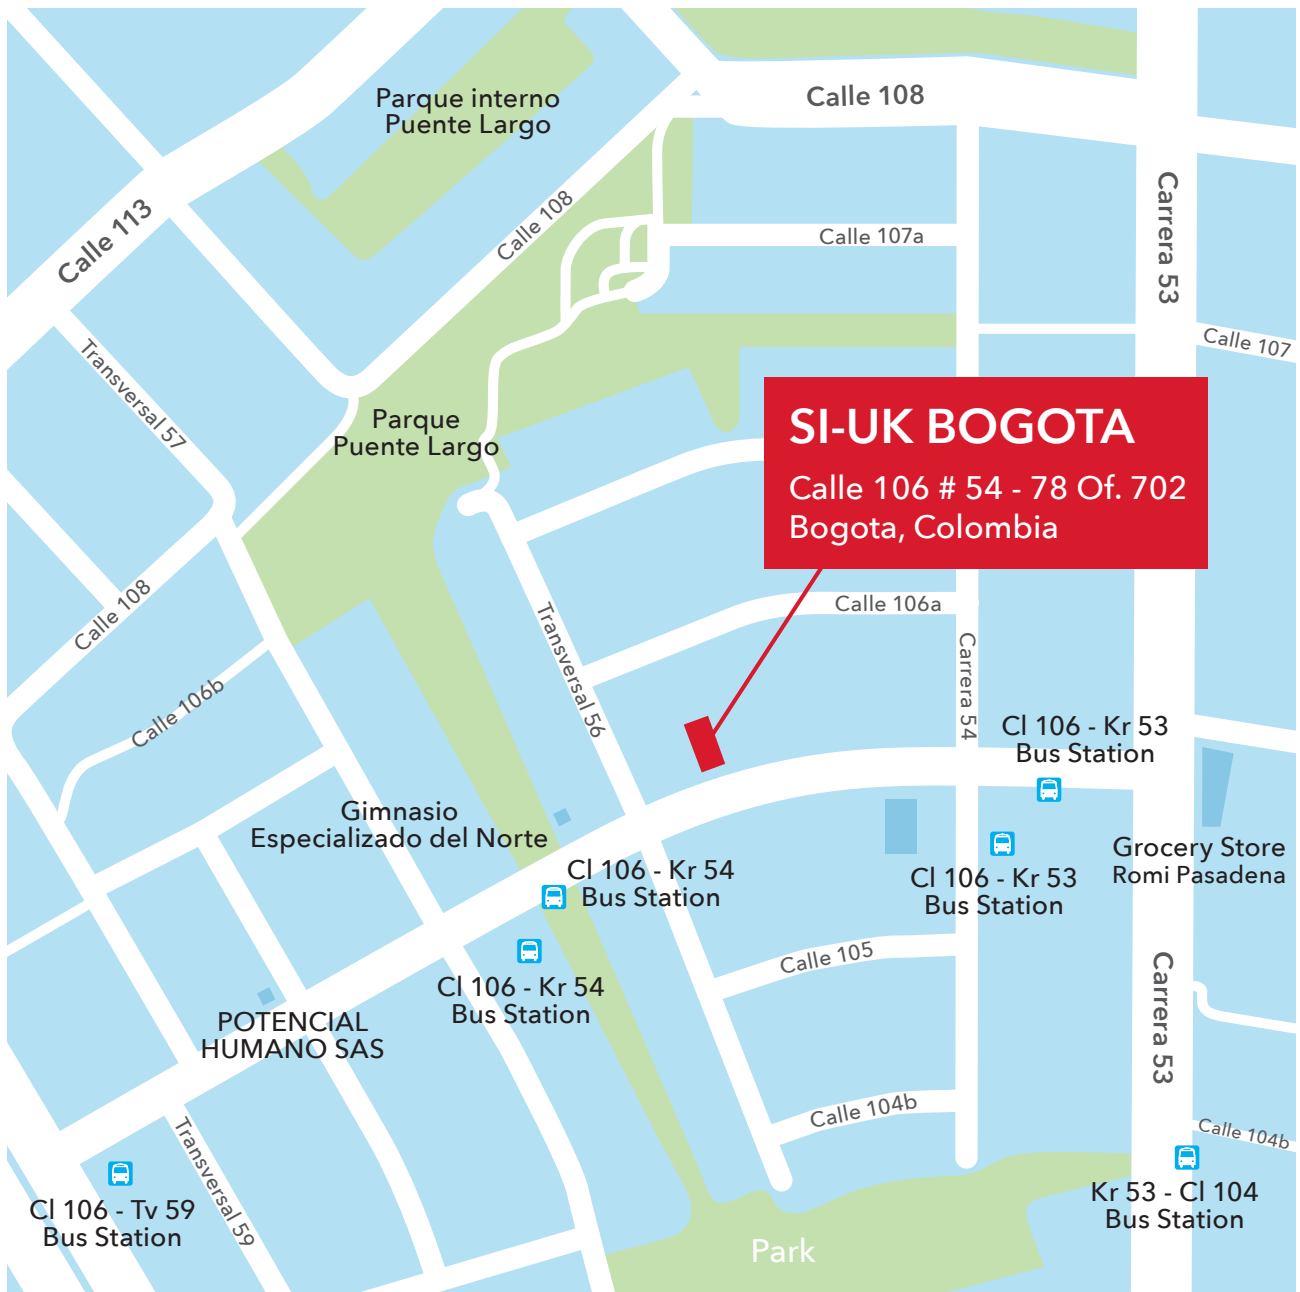 Parque interno
Puente Largo
Calle 108
Calle 113
Calle 108
Carrera 53
Calle 107a
Calle 107
Transversal 57
Parque
Puente Largo
SI-UK BOGOTA
Calle 106 # 54 - 78 Of. 702
Bogota, Colombia
Calle 108
Calle 106a
Transversal 56
Carrera 54
Calle 106b
Cl 106 - Kr 53
Bus Station
Gimnasio
Especializado del Norte
Cl 106 - Kr 54
Bus Station
Cl 106 - Kr 53
Bus Station
Grocery Store
Romi Pasadena
Calle 105
Cl 106 - Kr 54
Bus Station
Carrera 53
POTENCIAL
HUMANO SAS
Calle 104b
Calle 104b
Transversal 59
Cl 106 - Tv 59
Bus Station
Kr 53 - Cl 104
Bus Station
Park